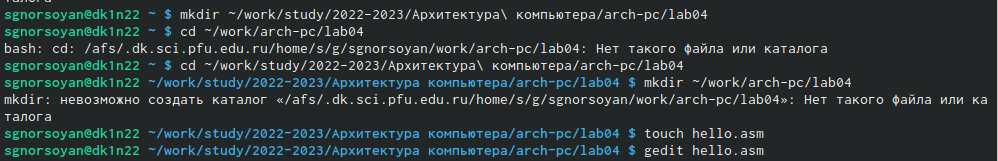 талога
sgnorsoyan@dk1n22 ~ $ mkdir ~/work/study/2022-2023/Архитектура\ компьютера/arch-pc/lab04
sgnorsoyan@dk1n22 ~ $ cd ~/work/arch-pc/lab04
bash: cd: /afs/.dk.sci.pfu.edu.ru/home/s/g/sgnorsoyan/work/arch-pc/lab04: Нет такого файла или каталога
sgnorsoyan@dk1n22 ~ $ cd ~/work/study/2022-2023/Архитектура\ компьютера/arch-pc/lab04
sgnorsoyan@dk1n22 ~/work/study/2022-2023/Архитектура компьютера/arch-pc/lab04 $ mkdir ~/work/arch-pc/lab04
mkdir: невозможно создать каталог «/afs/.dk.sci.pfu.edu.ru/home/s/g/sgnorsoyan/work/arch-pc/lab04»: Нет такого файла или ка
талога
sgnorsoyan@dk1n22 ~/work/study/2022-2023/Архитектура компьютера/arch-pc/lab04 $ touch hello.asm
sgnorsoyan@dk1n22 ~/work/study/2022-2023/Архитектура компьютера/arch-pc/lab04 $ gedit hello.asm